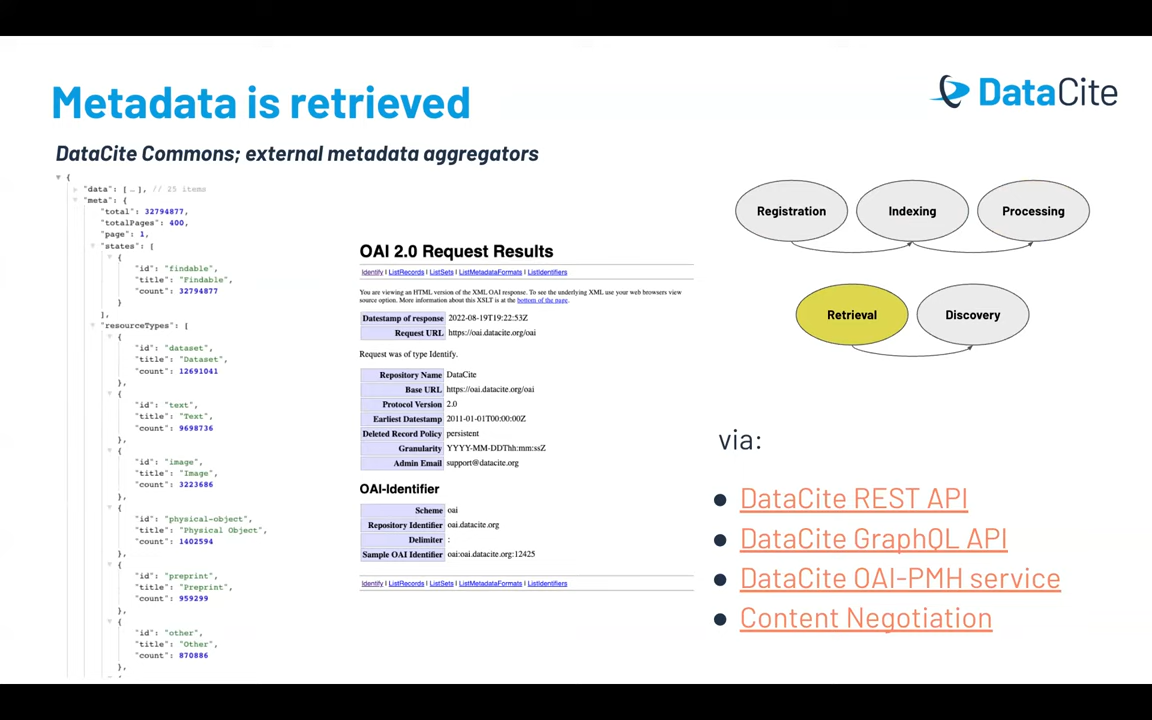 Metadata is retrieved
DataCite
DataCite Commons; external metadata aggregators
{
"data": [ … ], // 25 items
"meta": {
"total": 32794877,
"totalPages": 400,
"page": 1,
"states": [
{
"id": "findable",
"title": "Findable",
"count": 32794877
}
],
"resourceTypes": [
{
"id": "dataset",
"title": "Dataset",
"count": 12691041
},
{
"id": "text",
"title": "Text",
"count": 9698736
},
{
"id": "image",
"title": "Image",
"count": 3223686
},
{
"id": "physical-object",
"title": "Physical Object",
"count": 1402594
},
{
"id": "preprint",
"title": "Preprint",
"count": 959299
},
{
"id": "other",
"title": "Other",
"count": 870886
},
{
OAI 2.0 Request Results
Identify | ListRecords | ListSets | ListMetadataFormats | ListIdentifiers
You are viewing an HTML version of the XML OAI response. To see the underlying XML use your web browsers view
source option. More information about this XSLT is at the bottom of the page.
Datestamp of response 2022-08-19T19:22:53Z
Request URL https://oai.datacite.org/oai
Request was of type Identify.
Repository Name DataCite
Base URL https://oai.datacite.org/oai
Protocol Version 2.0
Earliest Datestamp 2011-01-01T00:00:00Z
Deleted Record Policy persistent
Granularity YYYY-MM-DDThh:mm:ssZ
Admin Email support@datacite.org
OAI-Identifier
Scheme oai
Repository Identifier oai.datacite.org
Delimiter :
Sample OAI Identifier oai:oai.datacite.org:12425
Identify | ListRecords | ListSets | ListMetadataFormats | ListIdentifiers
Registration
Indexing
Processing
Retrieval
Discovery
via:
● DataCite REST API
● DataCite GraphQL API
● DataCite OAI-PMH service
● Content Negotiation